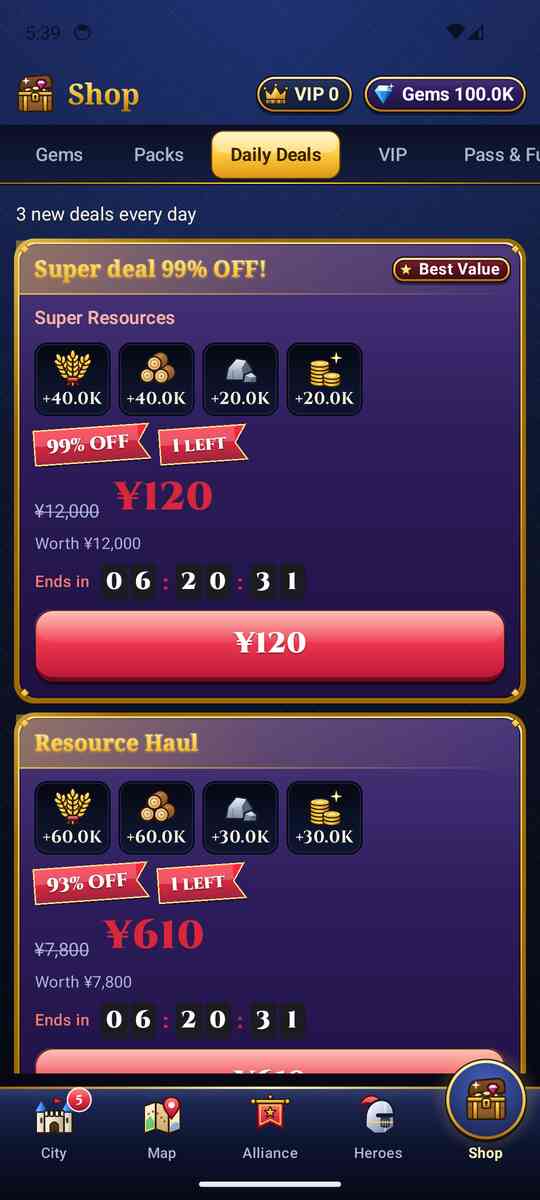 5:39
Shop
VIP 0
Gems 100.0K
Gems Packs Daily Deals VIP Pass & Fu
3 new deals every day
Super deal 99% OFF!
Best Value
Super Resources
+40.0K +40.0K +20.0K +20.0K
99% OFF 1 LEFT
¥12,000 ¥120
Worth ¥12,000
Ends in 06:20:31
¥120
Resource Haul
+60.0K +60.0K +30.0K +30.0K
93% OFF 1 LEFT
¥7,800 ¥610
Worth ¥7,800
Ends in 06:20:31
¥610
5
City Map Alliance Heroes Shop